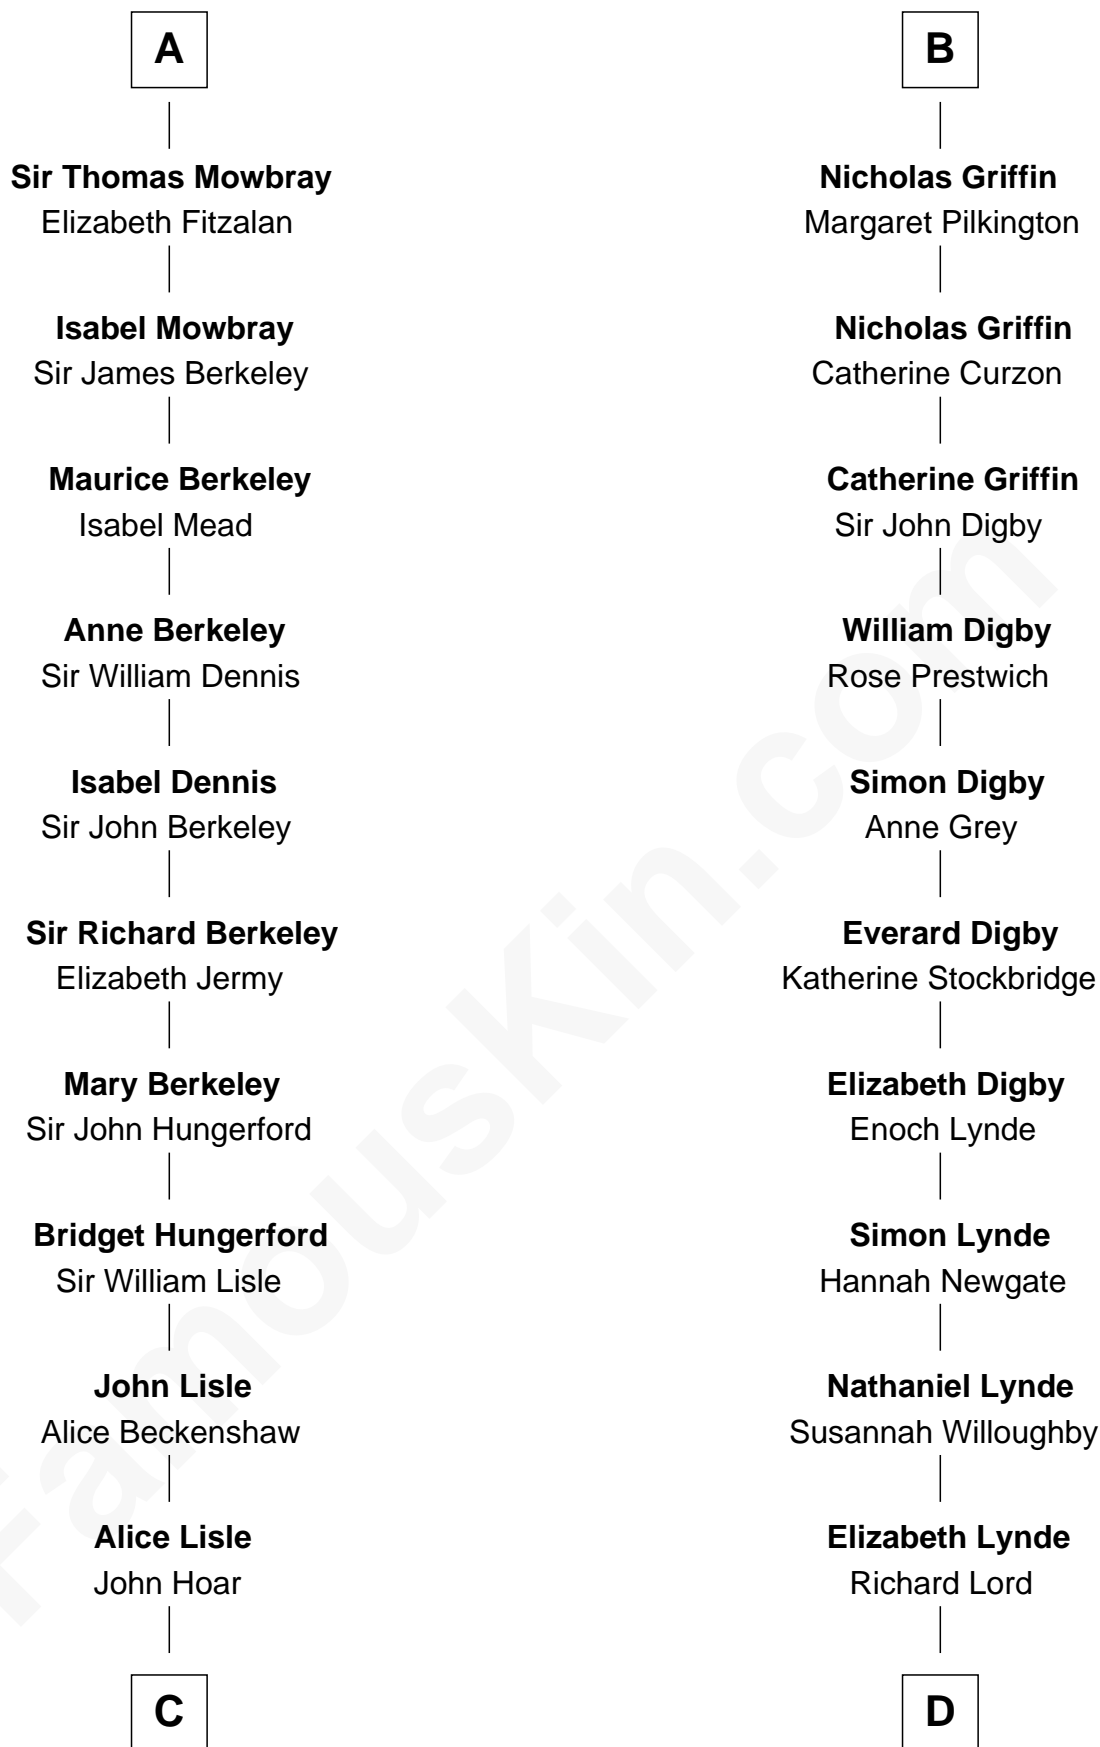 A
Sir Thomas Mowbray
Elizabeth Fitzalan
Isabel Mowbray
Sir James Berkeley
Maurice Berkeley
Isabel Mead
Anne Berkeley
Sir William Dennis
Isabel Dennis
Sir John Berkeley
Sir Richard Berkeley
Elizabeth Jermy
Mary Berkeley
Sir John Hungerford
Bridget Hungerford
Sir William Lisle
John Lisle
Alice Beckenshaw
Alice Lisle
John Hoar
C
B
Nicholas Griffin
Margaret Pilkington
Nicholas Griffin
Catherine Curzon
Catherine Griffin
Sir John Digby
William Digby
Rose Prestwich
Simon Digby
Anne Grey
Everard Digby
Katherine Stockbridge
Elizabeth Digby
Enoch Lynde
Simon Lynde
Hannah Newgate
Nathaniel Lynde
Susannah Willoughby
Elizabeth Lynde
Richard Lord
D
FamousKin.com